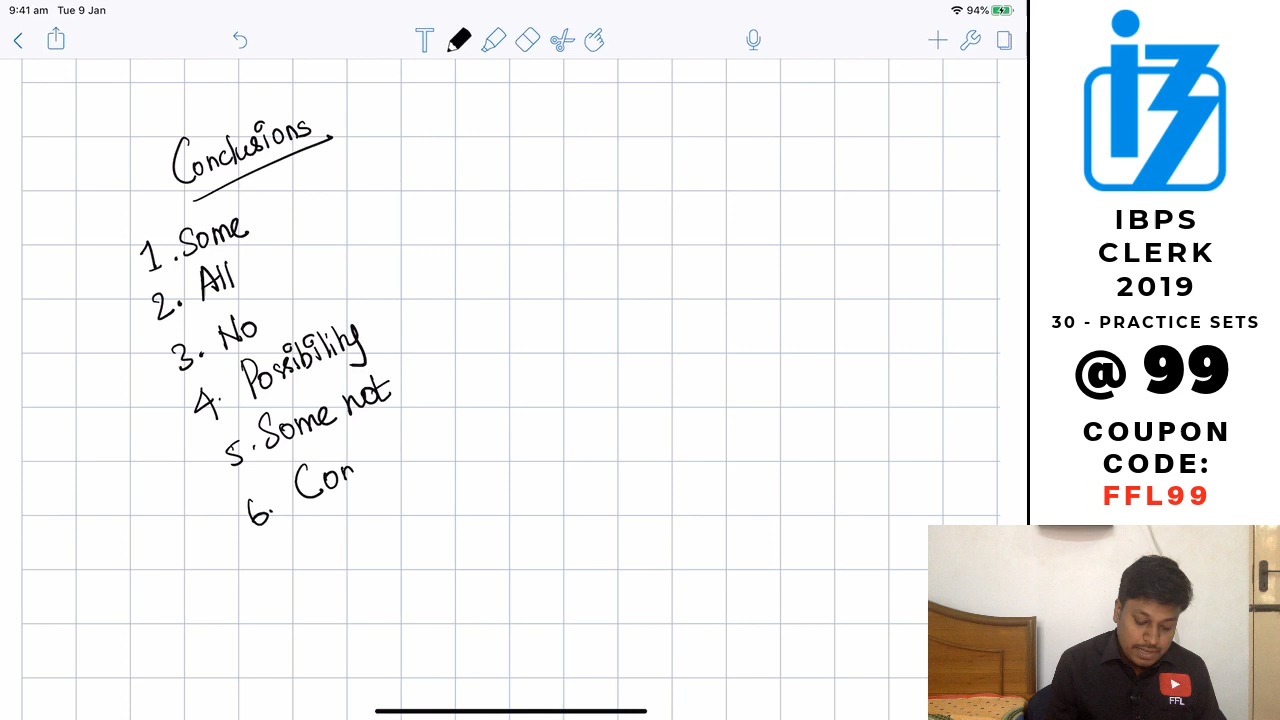 9:41 am Tue 9 Jan
94%
T
Conclusions
1. Some
2. All
3. No
4. Possibility
5. Some not
6. Con
IBPS
CLERK
2019
30 - PRACTICE SETS
@ 99
COUPON
CODE:
FFL99
FFL